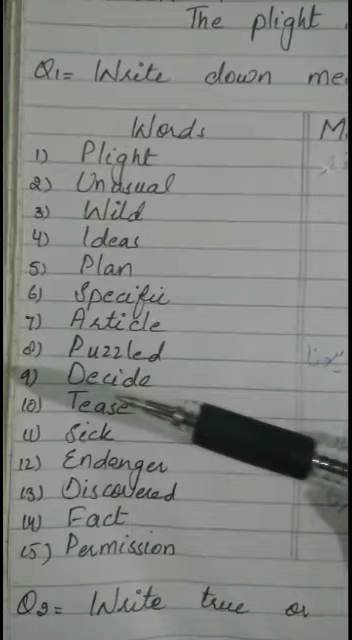 The plight
Q1= Write down me
Words M
1) Plight
2) Unusual
3) Wild
4) Ideas
5) Plan
6) Specific
7) Article
8) Puzzled
9) Decide
10) Tease
11) Sick
12) Endenger
13) Discovered
14) Fact
15) Permission
Q2= Write true or